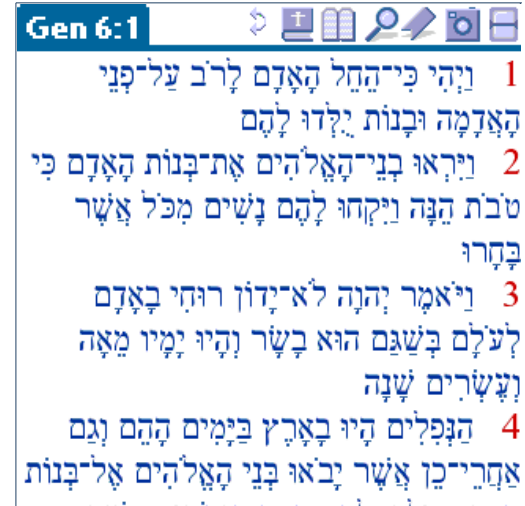 Gen 6:1
1 וַיְהִי כִּי־הֵחֵל הָאָדָם לָרֹב עַל־פְּנֵי
הָאֲדָמָה וּבָנוֹת יֻלְּדוּ לָהֶם
2 וַיִּרְאוּ בְנֵי־הָאֱלֹהִים אֶת־בְּנוֹת הָאָדָם כִּי
טֹבֹת הֵנָּה וַיִּקְחוּ לָהֶם נָשִׁים מִכֹּל אֲשֶׁר
בָּחָרוּ
3 וַיֹּאמֶר יְהוָה לֹא־יָדוֹן רוּחִי בָאָדָם
לְעֹלָם בְּשַׁגַּם הוּא בָשָׂר וְהָיוּ יָמָיו מֵאָה
וְעֶשְׂרִים שָׁנָה
4 הַנְּפִלִים הָיוּ בָאָרֶץ בַּיָּמִים הָהֵם וְגַם
אַחֲרֵי־כֵן אֲשֶׁר יָבֹאוּ בְּנֵי הָאֱלֹהִים אֶל־בְּנוֹת